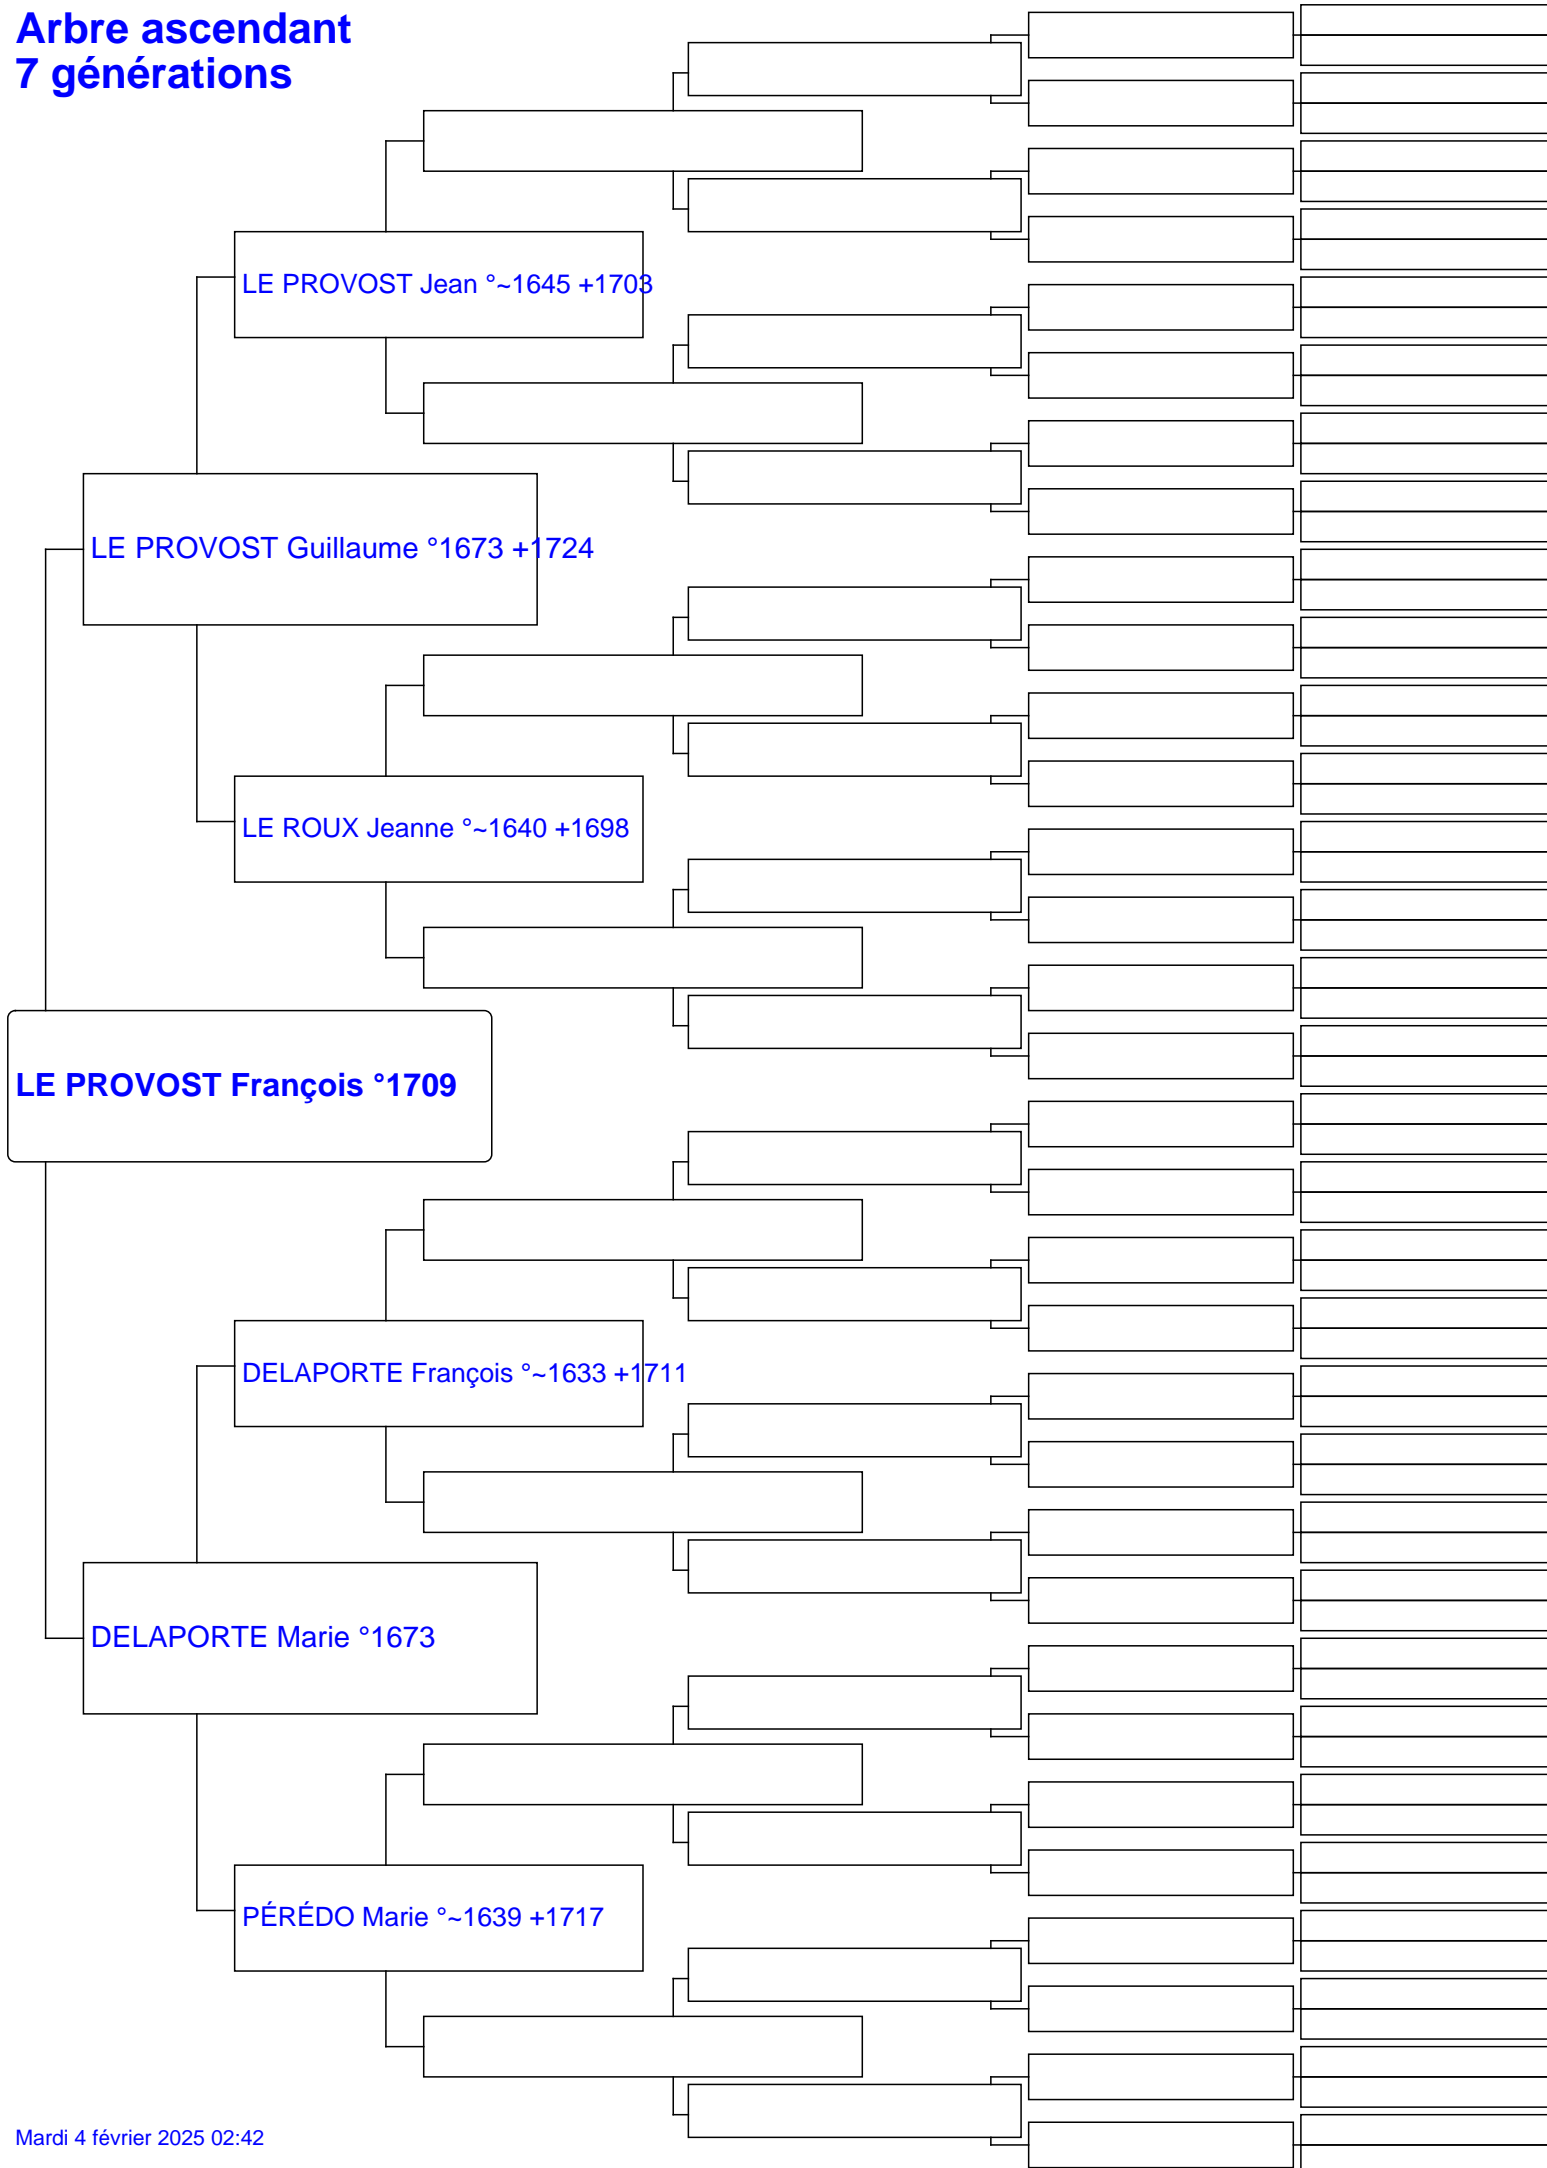 Arbre ascendant
7 générations
LE PROVOST Jean °~1645 +1703
LE PROVOST Guillaume °1673 +1724
LE ROUX Jeanne °~1640 +1698
LE PROVOST François °1709
DELAPORTE François °~1633 +1711
DELAPORTE Marie °1673
PÉRÉDO Marie °~1639 +1717
Mardi 4 février 2025 02:42